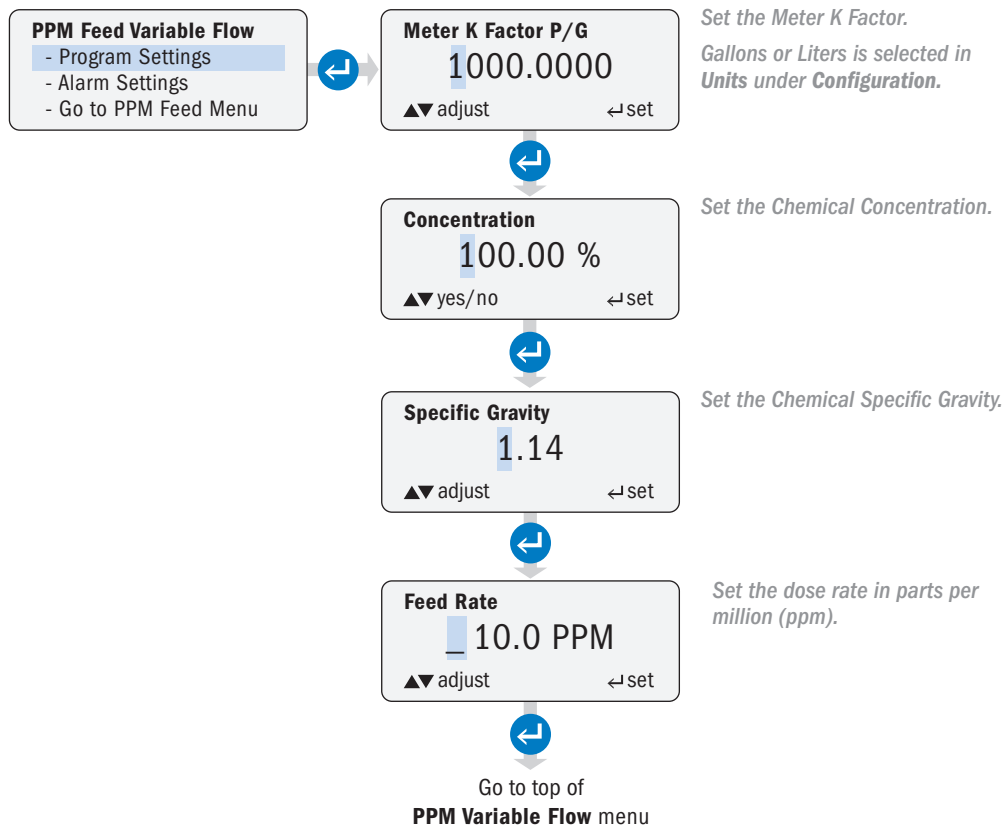 PPM Feed Variable Flow
- Program Settings
- Alarm Settings
- Go to PPM Feed Menu
Meter K Factor P/G
1000.0000
▲▼ adjust ↵ set
Set the Meter K Factor.
Gallons or Liters is selected in
Units under Configuration.
Concentration
100.00 %
▲▼ yes/no ↵ set
Set the Chemical Concentration.
Specific Gravity
1.14
▲▼ adjust ↵ set
Set the Chemical Specific Gravity.
Feed Rate
_ 10.0 PPM
▲▼ adjust ↵ set
Set the dose rate in parts per
million (ppm).
Go to top of
PPM Variable Flow menu